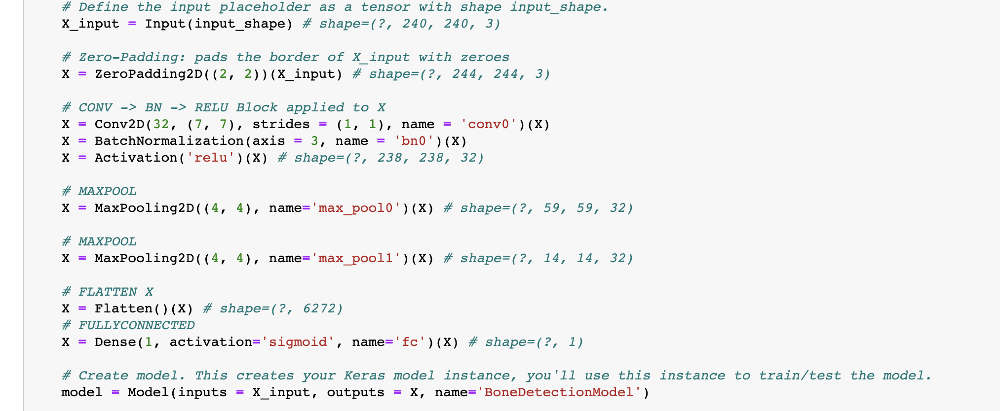 # Define the input placeholder as a tensor with shape input_shape.
X_input = Input(input_shape) # shape=(?, 240, 240, 3)
# Zero-Padding: pads the border of X_input with zeroes
X = ZeroPadding2D((2, 2))(X_input) # shape=(?, 244, 244, 3)
# CONV -> BN -> RELU Block applied to X
X = Conv2D(32, (7, 7), strides = (1, 1), name = 'conv0')(X)
X = BatchNormalization(axis = 3, name = 'bn0')(X)
X = Activation('relu')(X) # shape=(?, 238, 238, 32)
# MAXPOOL
X = MaxPooling2D((4, 4), name='max_pool0')(X) # shape=(?, 59, 59, 32)
# MAXPOOL
X = MaxPooling2D((4, 4), name='max_pool1')(X) # shape=(?, 14, 14, 32)
# FLATTEN X
X = Flatten()(X) # shape=(?, 6272)
# FULLYCONNECTED
X = Dense(1, activation='sigmoid', name='fc')(X) # shape=(?, 1)
# Create model. This creates your Keras model instance, you'll use this instance to train/test the model.
model = Model(inputs = X_input, outputs = X, name='BoneDetectionModel')